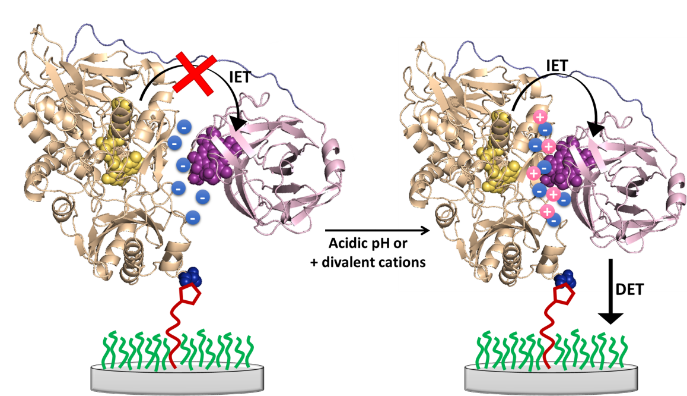 IET
IET
Acidic pH or
+ divalent cations
DET